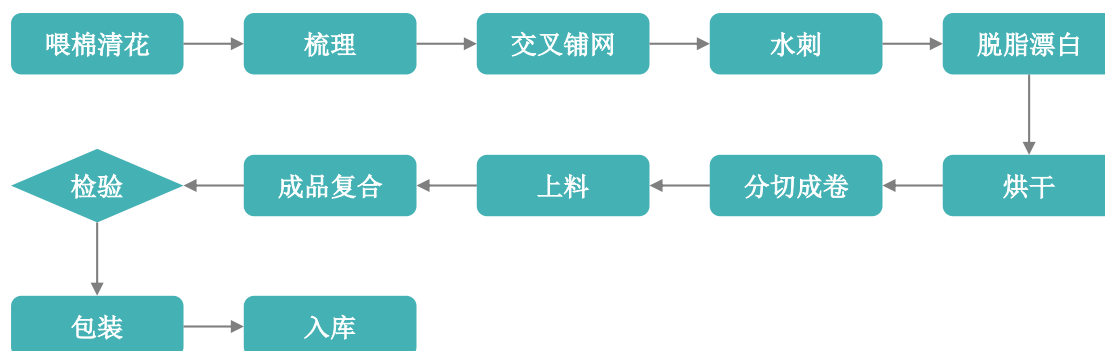 喂棉清花
梳理
交叉铺网
水刺
脱脂漂白
烘干
分切成卷
上料
成品复合
检验
包装
入库